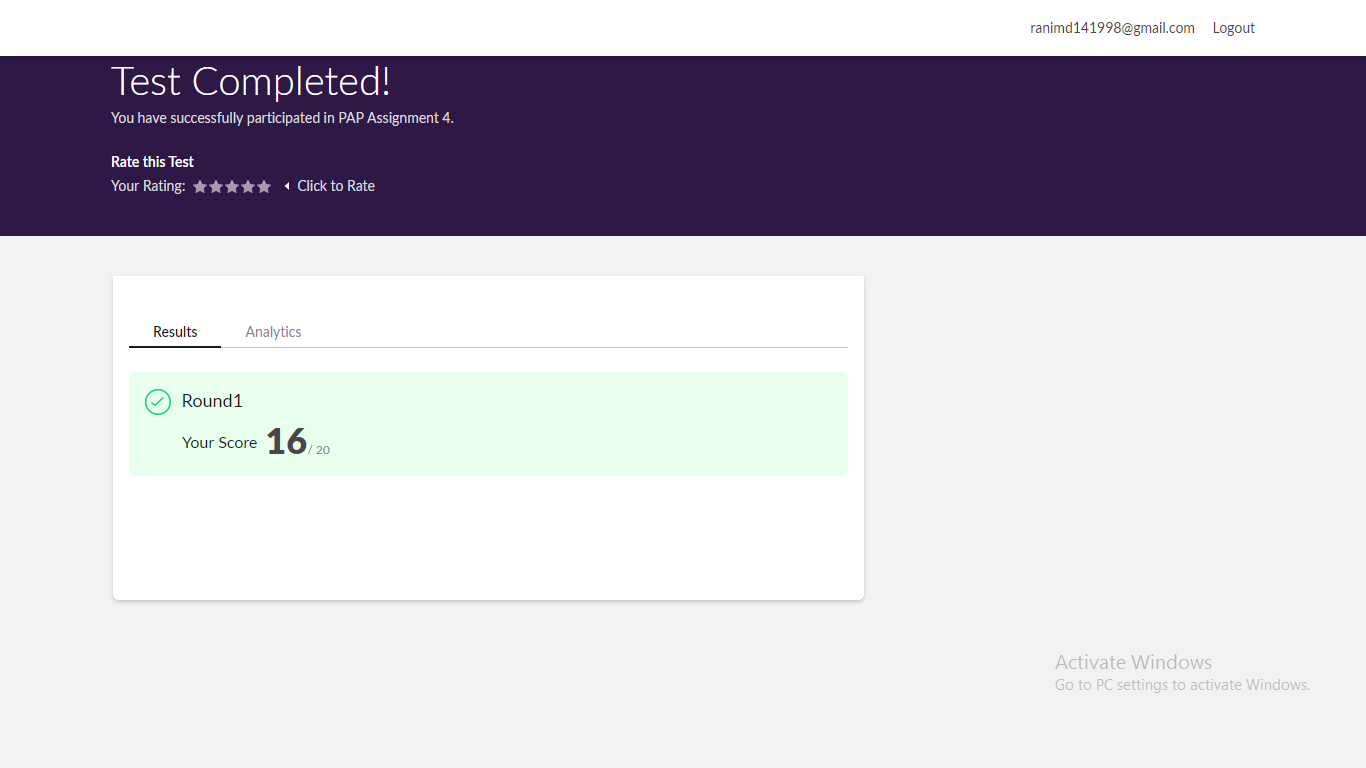 ranimd141998@gmail.com Logout
Test Completed!
You have successfully participated in PAP Assignment 4.
Rate this Test
Your Rating: Click to Rate
Results Analytics
Round1
Your Score 16 / 20
Activate Windows
Go to PC settings to activate Windows.